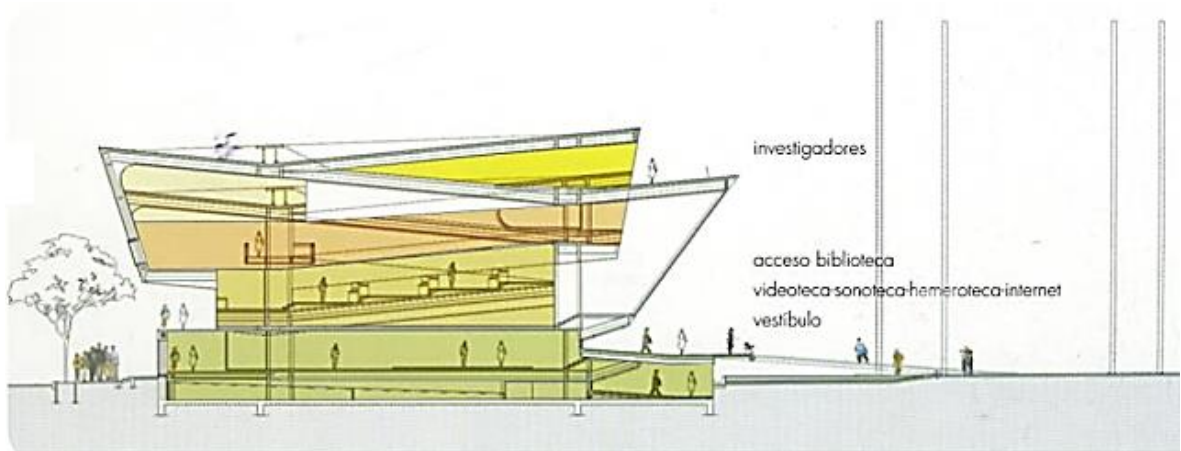 investigadores
acceso biblioteca
videoteca-sonoteca-hemeroteca-internet
vestíbulo